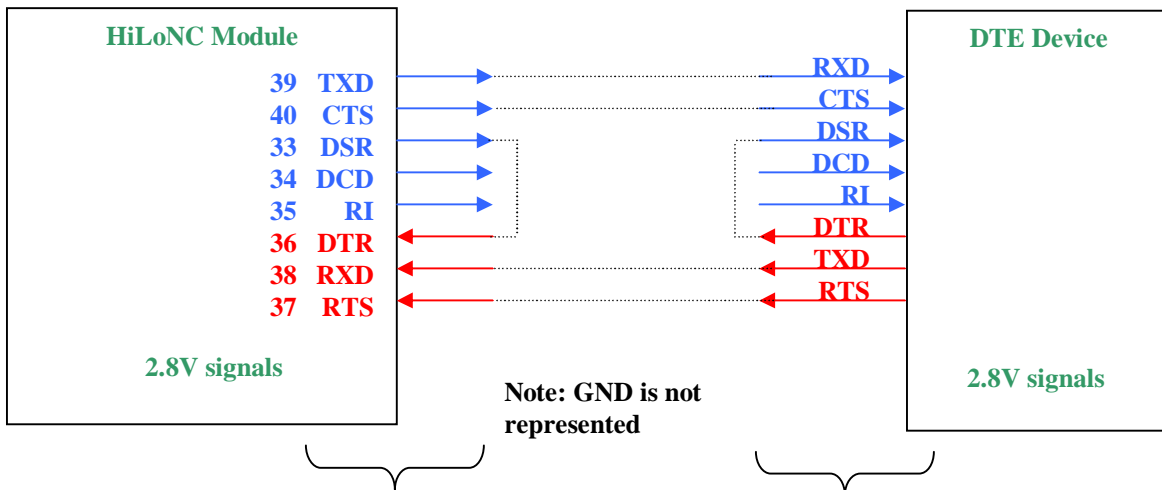 HiLoNC Module
39 TXD
40 CTS
33 DSR
34 DCD
35 RI
36 DTR
38 RXD
37 RTS
2.8V signals
Note: GND is not
represented
DTE Device
RXD
CTS
DSR
DCD
RI
DTR
TXD
RTS
2.8V signals